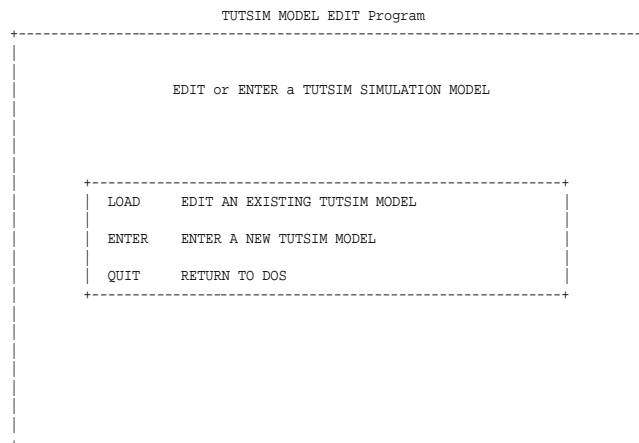 TUTSIM MODEL EDIT Program
EDIT or ENTER a TUTSIM SIMULATION MODEL
LOAD EDIT AN EXISTING TUTSIM MODEL
ENTER ENTER A NEW TUTSIM MODEL
QUIT RETURN TO DOS